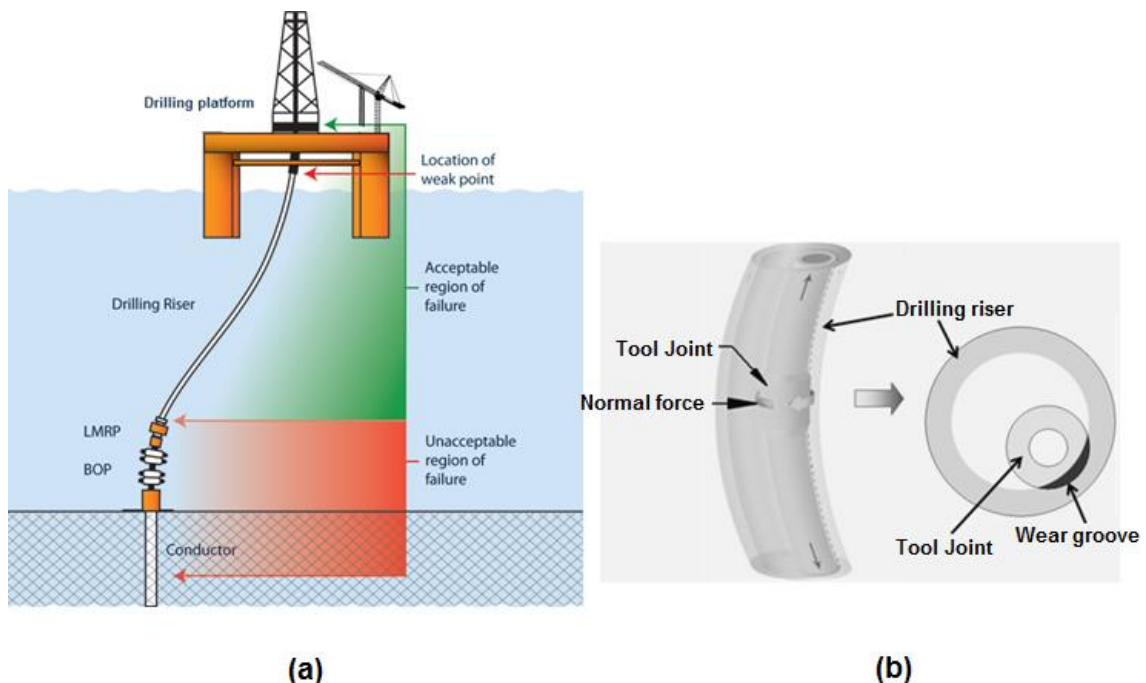 Drilling platform
Location of
weak point
Acceptable
region of
failure
Drilling Riser
LMRP
BOP
Unacceptable
region of
failure
Conductor
(a)
Drilling riser
Tool Joint
Normal force
Wear groove
Tool Joint
(b)